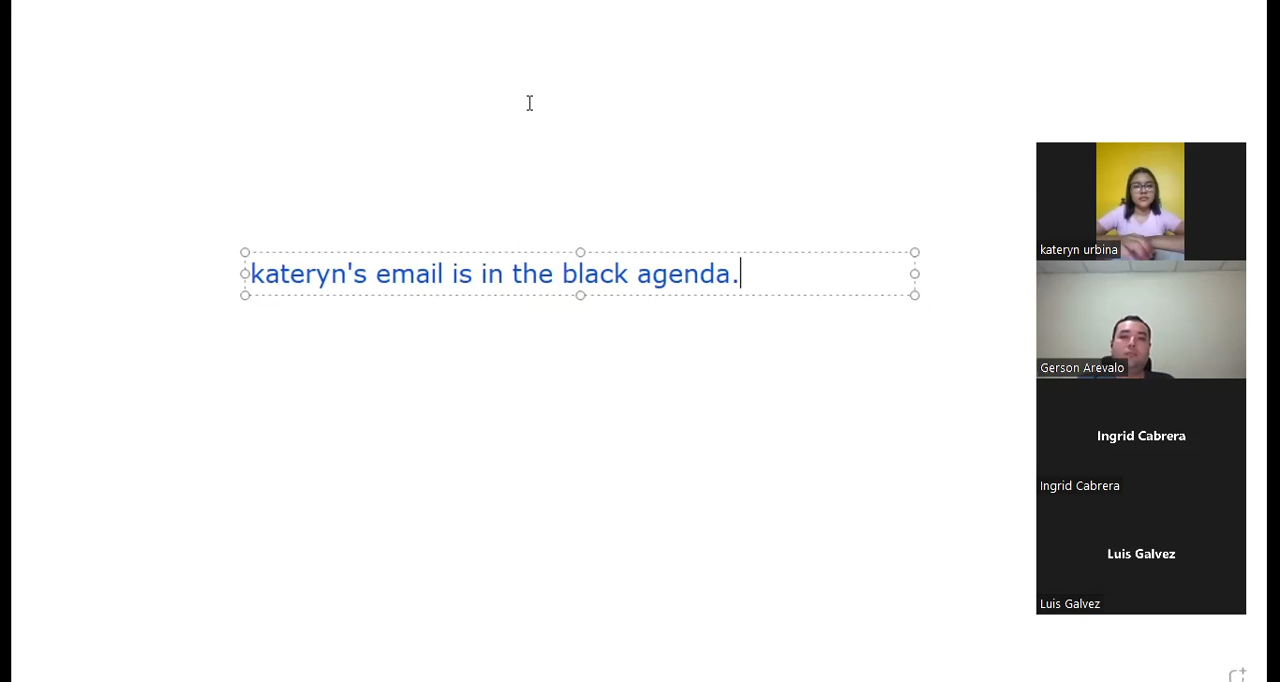 kateryn's email is in the black agenda.
kateryn urbina
Gerson Arevalo
Ingrid Cabrera
Ingrid Cabrera
Luis Galvez
Luis Galvez